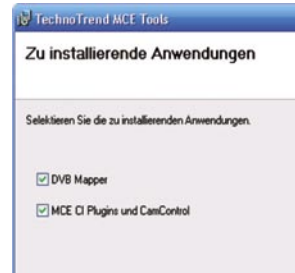 TechnoTrend MCE Tools
Zu installierende Anwendungen
Selektieren Sie die zu installierenden Anwendungen.
DVB Mapper
MCE CI Plugins und CamControl